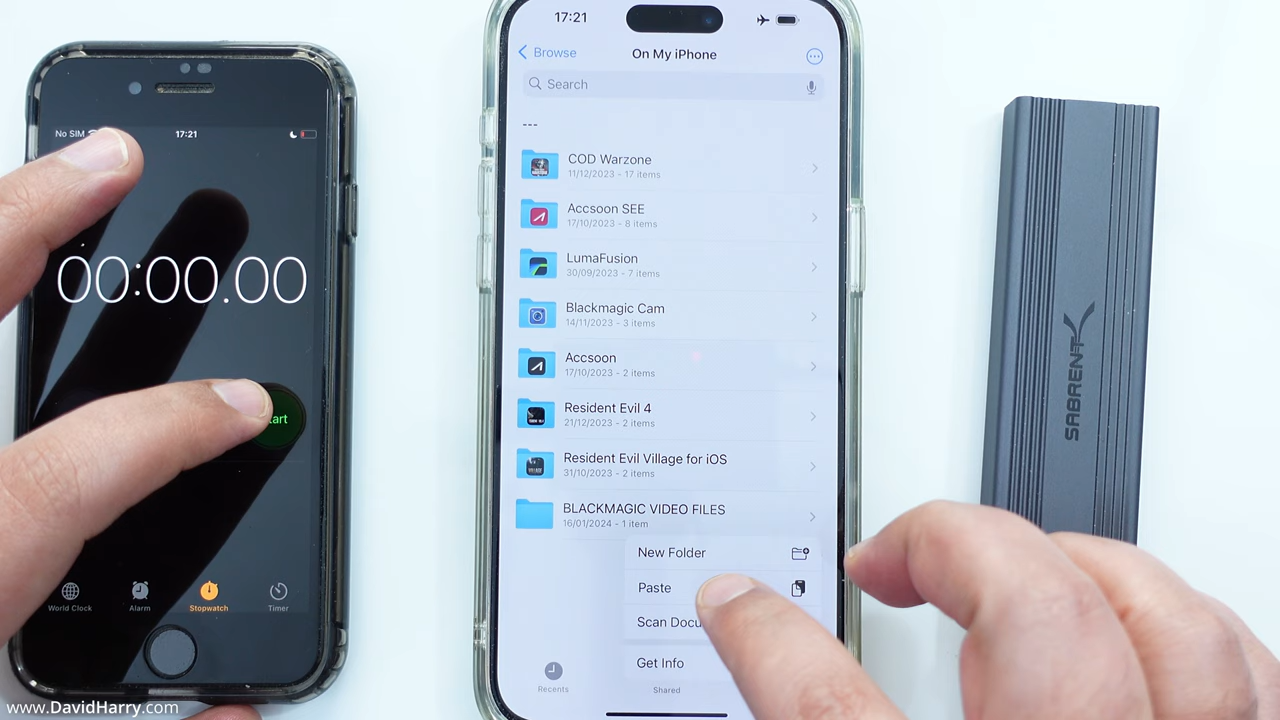 No SIM
17:21
00:00.00
art
World Clock
Alarm
Stopwatch
Timer
17:21
Browse
On My iPhone
Search
---
COD Warzone
11/12/2023 - 17 items
Accsoon SEE
17/10/2023 - 8 items
LumaFusion
30/09/2023 - 7 items
Blackmagic Cam
14/11/2023 - 3 items
Accsoon
17/10/2023 - 2 items
Resident Evil 4
21/12/2023 - 2 items
Resident Evil Village for iOS
31/10/2023 - 2 items
BLACKMAGIC VIDEO FILES
16/01/2024 - 1 item
New Folder
Paste
Scan Docu
Get Info
Recents
Shared
SABRENT
www.DavidHarry.com